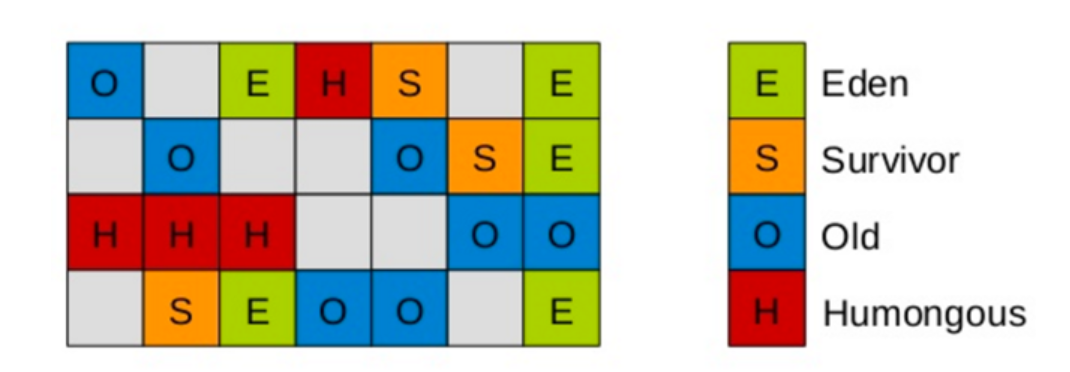 O E H S E
O O S E
H H H O O
S E O O E
E Eden
S Survivor
O Old
H Humongous